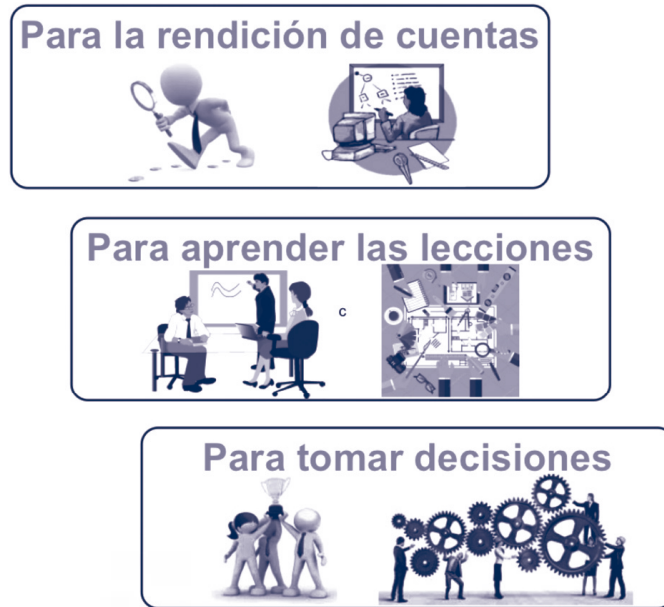 Para la rendición de cuentas
Para aprender las lecciones
c
Para tomar decisiones